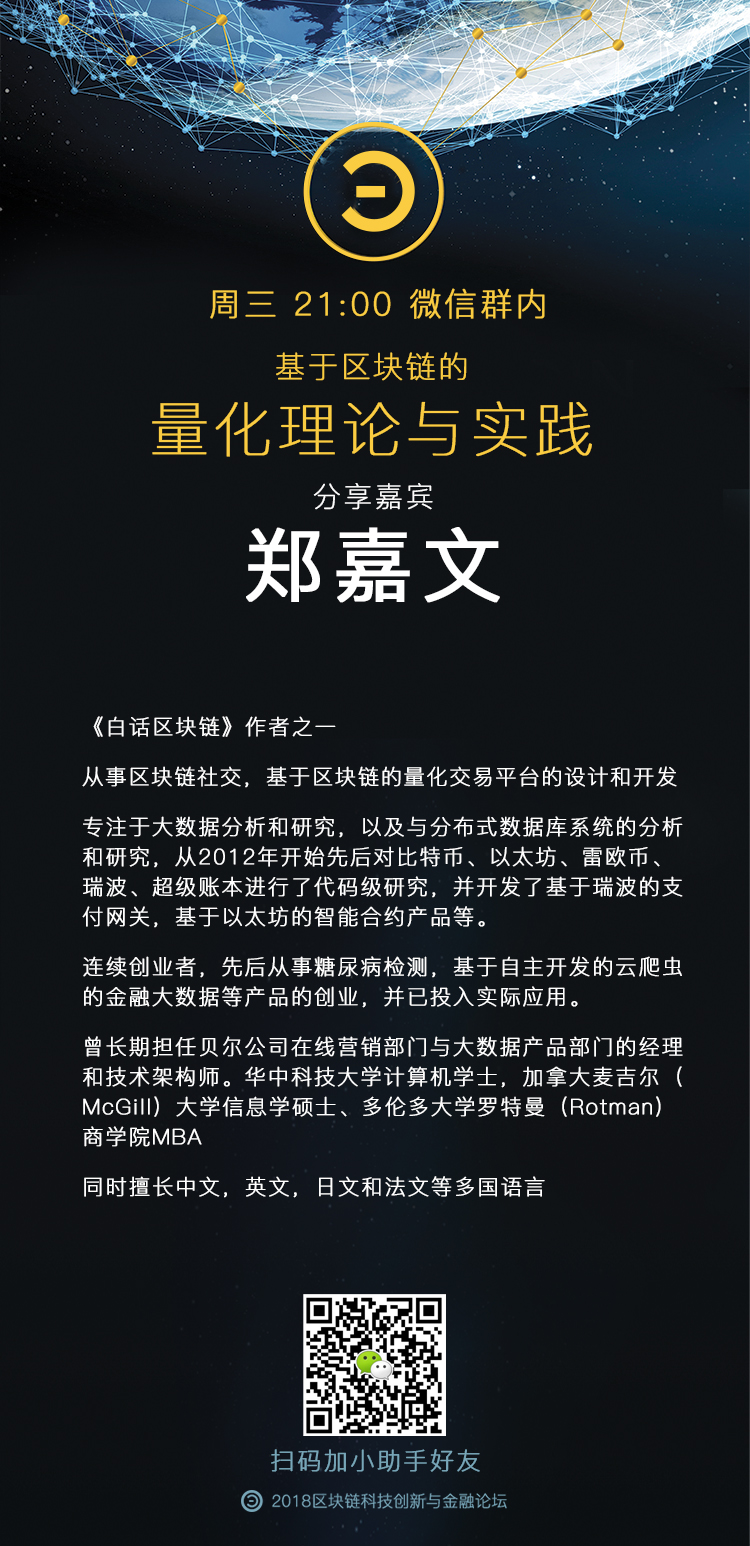 周三 21:00 微信群内
基于区块链的
量化理论与实践
分享嘉宾
郑嘉文
《白话区块链》作者之一
从事区块链社交，基于区块链的量化交易平台的设计和开发
专注于大数据分析和研究，以及与分布式数据库系统的分析
和研究，从2012年开始先后对比特币、以太坊、雷欧币、
瑞波、超级账本进行了代码级研究，并开发了基于瑞波的支
付网关，基于以太坊的智能合约产品等。
连续创业者，先后从事糖尿病检测，基于自主开发的云爬虫
的金融大数据等产品的创业，并已投入实际应用。
曾长期担任贝尔公司在线营销部门与大数据产品部门的经理
和技术架构师。华中科技大学计算机学士，加拿大麦吉尔（
McGill）大学信息学硕士、多伦多大学罗特曼（Rotman）
商学院MBA
同时擅长中文，英文，日文和法文等多国语言
扫码加小助手好友
2018区块链科技创新与金融论坛